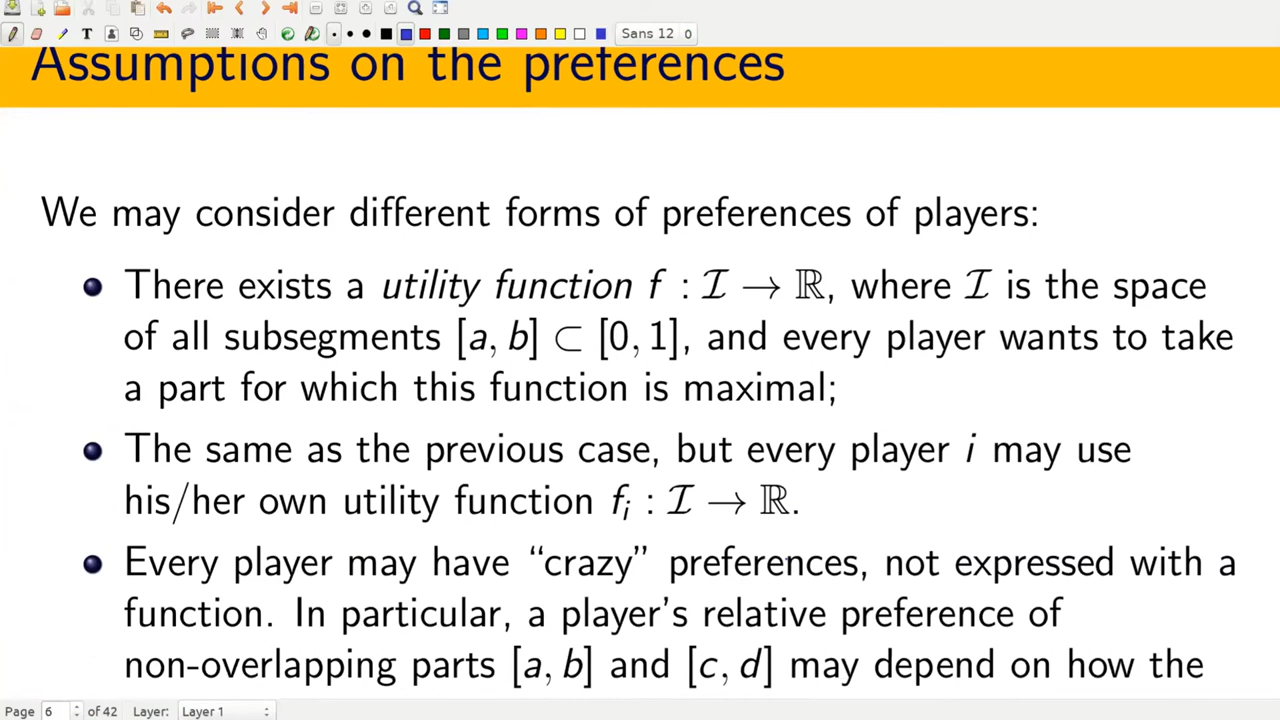 T
Sans 12 0
Assumptions on the preferences
We may consider different forms of preferences of players:
There exists a utility function f : ℐ → ℝ, where ℐ is the space
of all subsegments [a, b] ⊂ [0, 1], and every player wants to take
a part for which this function is maximal;
The same as the previous case, but every player i may use
his/her own utility function fᵢ : ℐ → ℝ.
Every player may have “crazy” preferences, not expressed with a
function. In particular, a player's relative preference of
non-overlapping parts [a, b] and [c, d] may depend on how the
Page 6 of 42 Layer: Layer 1